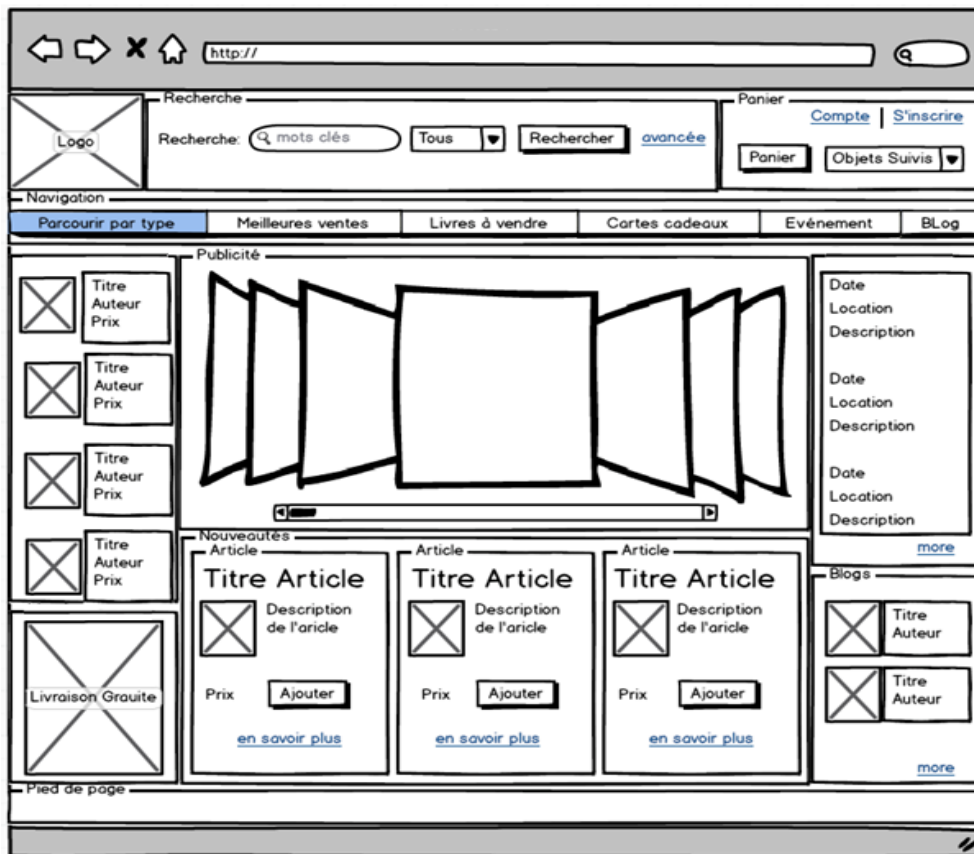 http://
Recherche
Panier
Logo
Recherche: mots clés Tous Rechercher avancée
Compte S'inscrire
Panier Objets Suivis
Navigation
Parcourir par type Meilleures ventes Livres à vendre Cartes cadeaux Evénement BLog
Titre
Auteur
Prix
Titre
Auteur
Prix
Titre
Auteur
Prix
Titre
Auteur
Prix
Livraison Grauite
Publicité
Nouveautés
Article
Titre Article
Description
de l'aricle
Prix Ajouter
en savoir plus
Article
Titre Article
Description
de l'aricle
Prix Ajouter
en savoir plus
Article
Titre Article
Description
de l'aricle
Prix Ajouter
en savoir plus
Date
Location
Description
Date
Location
Description
Date
Location
Description
more
Blogs
Titre
Auteur
Titre
Auteur
more
Pied de page